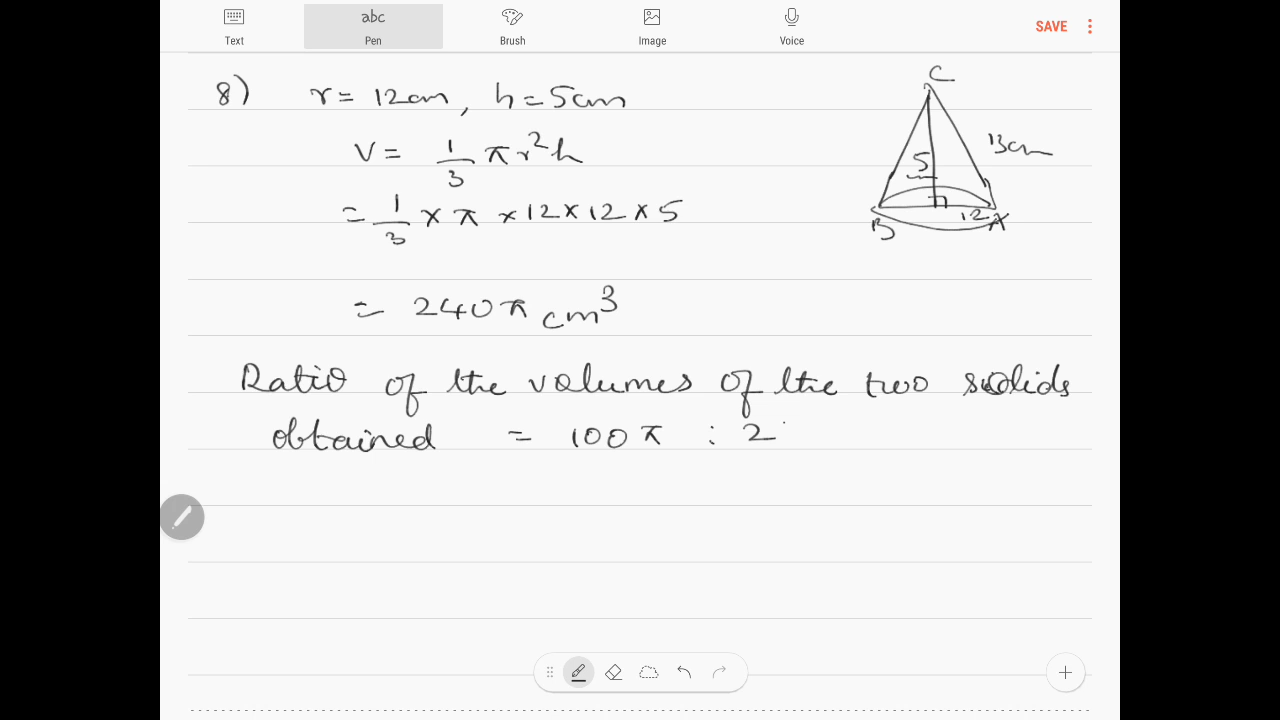 Text
abc
Pen
Brush
Image
Voice
SAVE
8) r = 12cm, h = 5cm
V = 1/3 π r²h
= 1/3 × π × 12 × 12 × 5
= 240π cm³
C
13cm
5
12
B
A
Ratio of the volumes of the two solids
obtained = 100π : 2